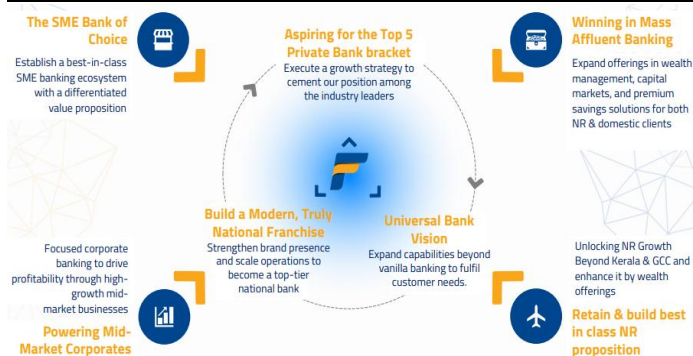 The SME Bank of
Choice
Establish a best-in-class
SME banking ecosystem
with a differentiated
value proposition
Aspiring for the Top 5
Private Bank bracket
Execute a growth strategy to
cement our position among
the industry leaders
Winning in Mass
Affluent Banking
Expand offerings in wealth
management, capital
markets, and premium
savings solutions for both
NR & domestic clients
Build a Modern, Truly
National Franchise
Strengthen brand presence
and scale operations to
become a top-tier
national bank
Universal Bank
Vision
Expand capabilities beyond
vanilla banking to fulfil
customer needs.
Focused corporate
banking to drive
profitability through high-
growth mid-
market businesses
Powering Mid-
Market Corporates
Unlocking NR Growth
Beyond Kerala & GCC and
enhance it by wealth
offerings
Retain & build best
in class NR
proposition